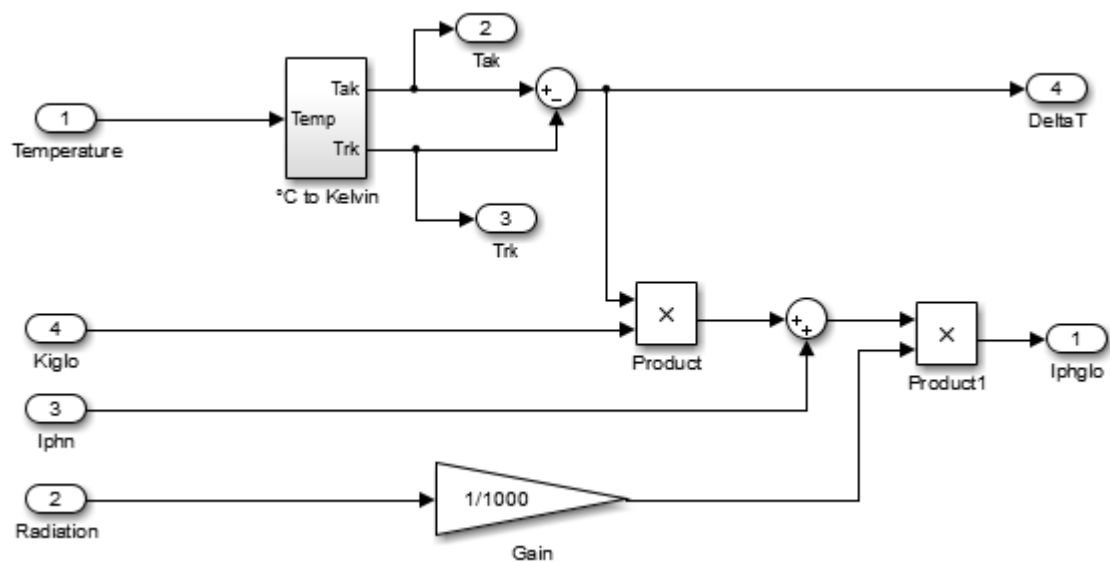 2
Tak
Tak
+
−
4
DeltaT
1
Temperature
Temp
Trk
°C to Kelvin
3
Trk
4
Kiglo
×
Product
+
+
×
Product1
1
Iphglo
3
Iphn
2
Radiation
1/1000
Gain